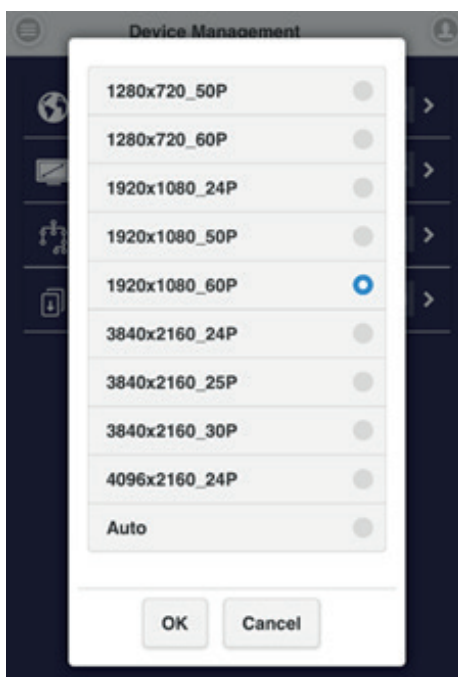 Device Management
1280x720_50P
1280x720_60P
1920x1080_24P
1920x1080_50P
1920x1080_60P
3840x2160_24P
3840x2160_25P
3840x2160_30P
4096x2160_24P
Auto
OK
Cancel